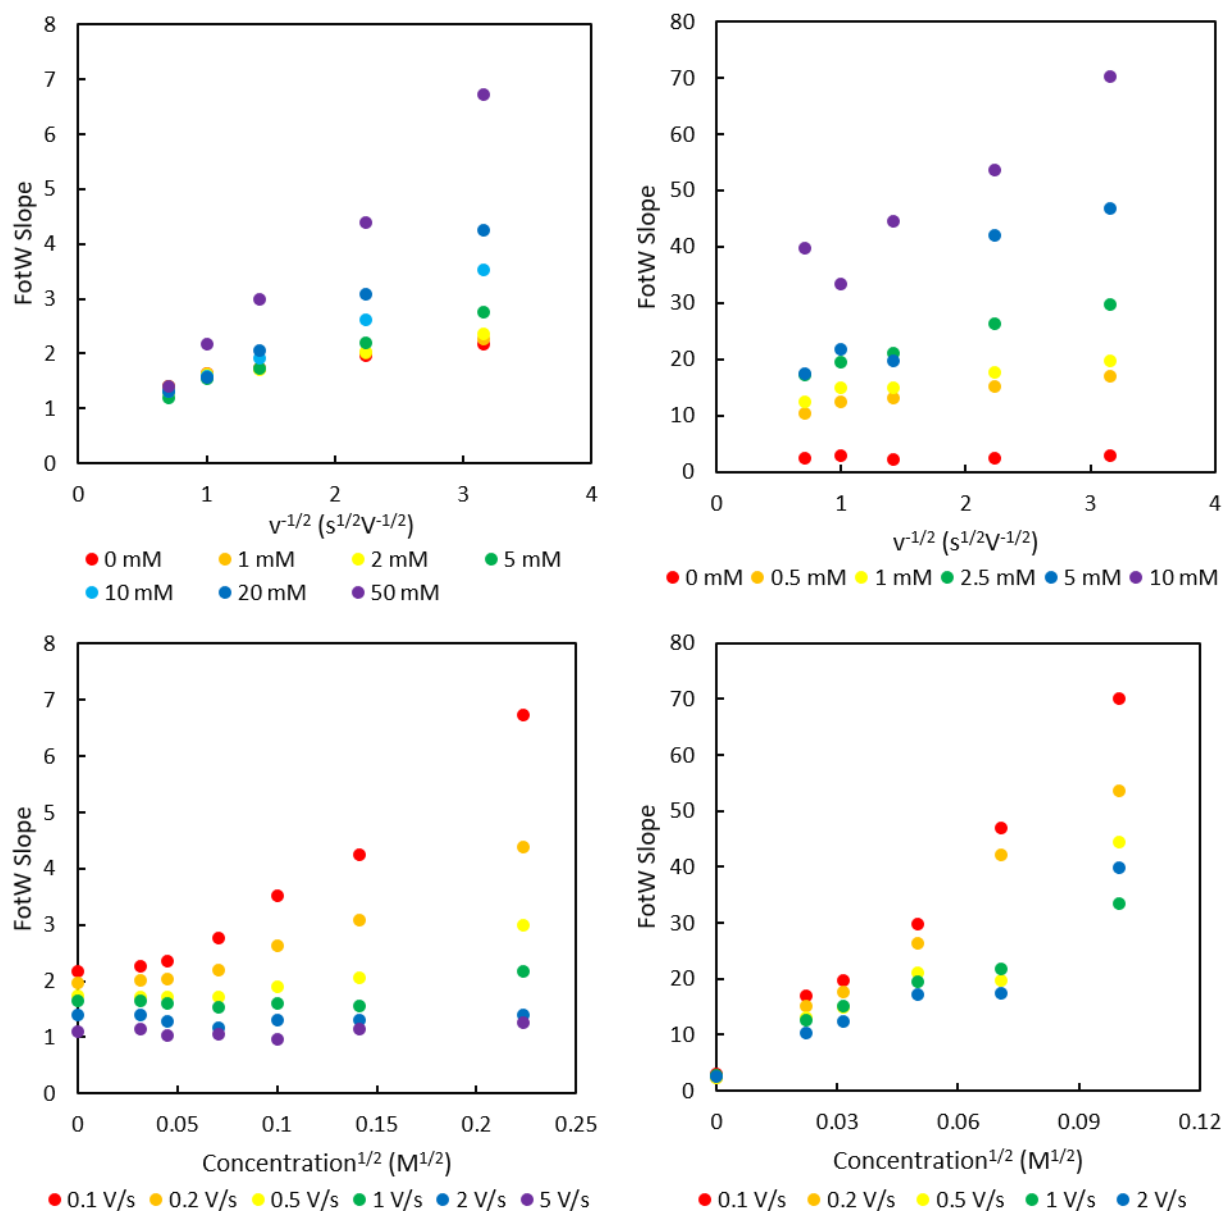 8
7
6
5
4
3
2
1
0
FotW Slope
0 1 2 3 4
v-1/2 (s1/2V-1/2)
0 mM 1 mM 2 mM 5 mM
10 mM 20 mM 50 mM
80
70
60
50
40
30
20
10
0
FotW Slope
0 1 2 3 4
v-1/2 (s1/2V-1/2)
0 mM 0.5 mM 1 mM 2.5 mM 5 mM 10 mM
8
7
6
5
4
3
2
1
0
FotW Slope
0 0.05 0.1 0.15 0.2 0.25
Concentration1/2 (M1/2)
0.1 V/s 0.2 V/s 0.5 V/s 1 V/s 2 V/s 5 V/s
80
70
60
50
40
30
20
10
0
FotW Slope
0 0.03 0.06 0.09 0.12
Concentration1/2 (M1/2)
0.1 V/s 0.2 V/s 0.5 V/s 1 V/s 2 V/s